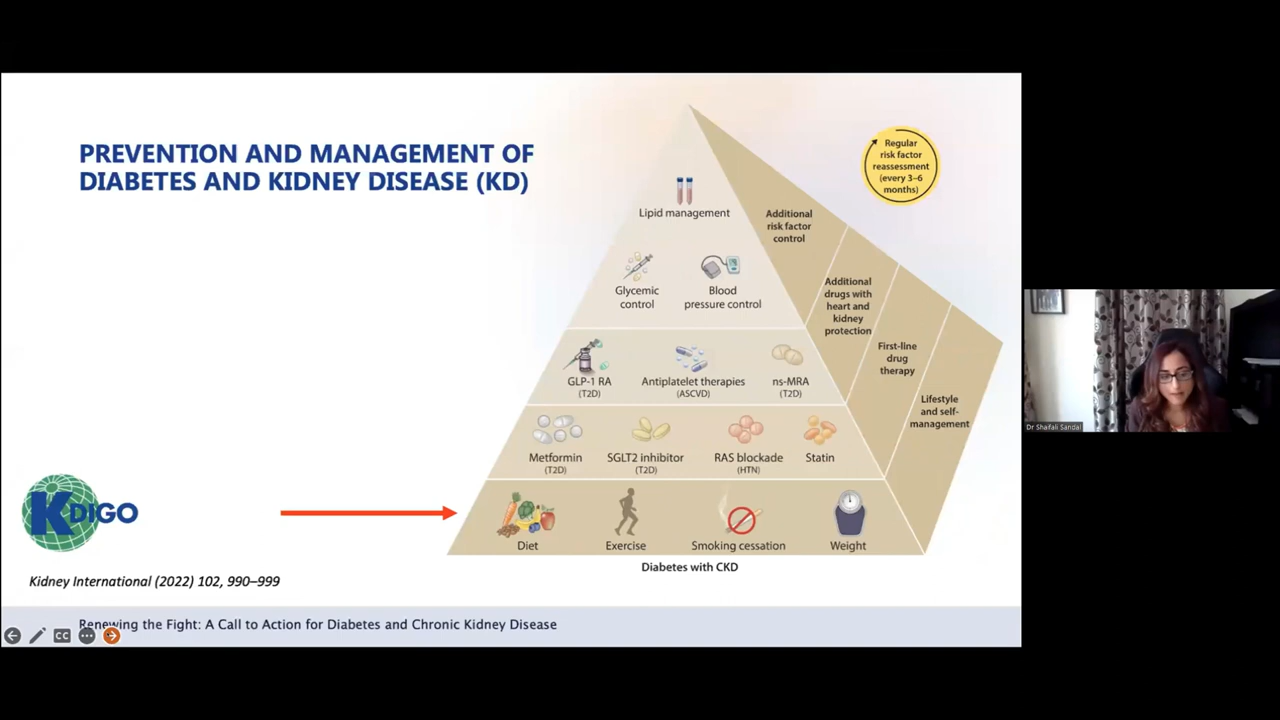 PREVENTION AND MANAGEMENT OF
DIABETES AND KIDNEY DISEASE (KD)
Regular
risk factor
reassessment
(every 3–6
months)
Lipid management
Additional
risk factor
control
Glycemic
control
Blood
pressure control
Additional
drugs with
heart and
kidney
protection
GLP-1 RA
(T2D)
Antiplatelet therapies
(ASCVD)
ns-MRA
(T2D)
First-line
drug
therapy
Metformin
(T2D)
SGLT2 inhibitor
(T2D)
RAS blockade
(HTN)
Statin
Lifestyle
and self-
management
Diet
Exercise
Smoking cessation
Weight
Diabetes with CKD
KDIGO
Kidney International (2022) 102, 990–999
Renewing the Fight: A Call to Action for Diabetes and Chronic Kidney Disease
CC
Dr Shaifali Sandal